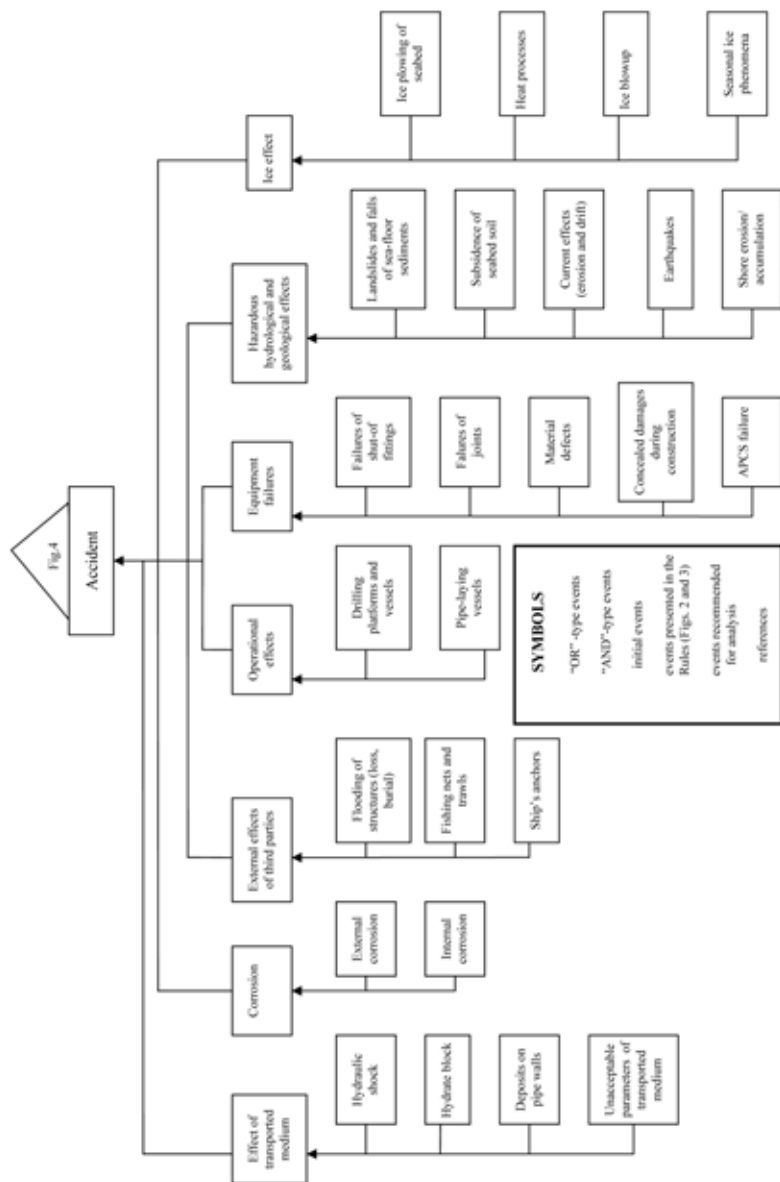 Fig.4
Accident
Effect of
transported
medium
Hydraulic
shock
Hydrate block
Deposits on
pipe walls
Unacceptable
parameters of
transported
medium
Corrosion
External
corrosion
Internal
corrosion
External effects
of third parties
Flooding of
structures (loss,
burial)
Fishing nets and
trawls
Ship's anchors
Operational
effects
Drilling
platforms and
vessels
Pipe-laying
vessels
Equipment
failures
Failures of
shut-of
fittings
Falures of
joints
Material
defects
Concealed damages
during
construction
APCS failure
Hazardous
hydrological and
geological effects
Landslides and falls
of sea-floor
sediments
Subsidence of
seabed soil
Current effects
(erosion and drift)
Earthquakes
Shore erosion/
accumulation
Ice effect
Ice plowing of
seabed
Heat processes
Ice blowup
Seasonal ice
phenomena
SYMBOLS
"OR" -type events
"AND"-type events
initial events
events presented in the
Rules (Figs. 2 and 3)
events recommended
for analysis
references